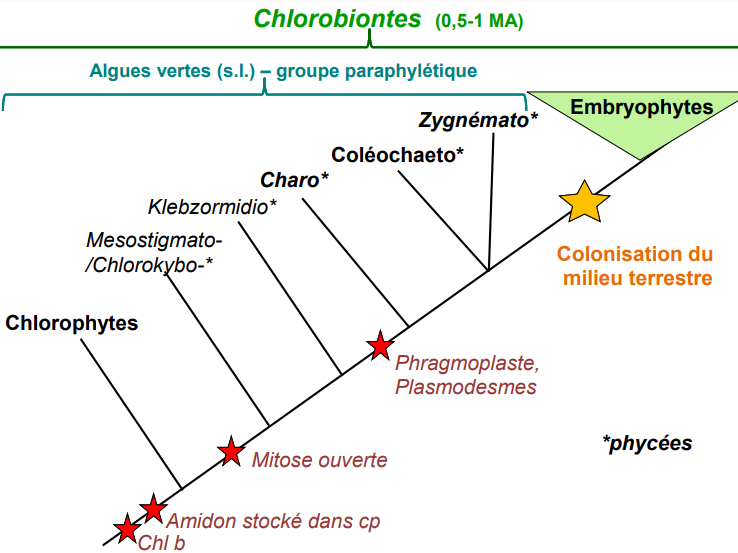 Chlorobiontes (0,5-1 MA)
Algues vertes (s.l.) – groupe paraphylétique
Embryophytes
Zygnémato*
Coléochaeto*
Charo*
Klebzormidio*
Mesostigmato-
/Chlorokybo-*
Chlorophytes
Colonisation du
milieu terrestre
Phragmoplaste,
Plasmodesmes
*phycées
Mitose ouverte
Amidon stocké dans cp
Chl b